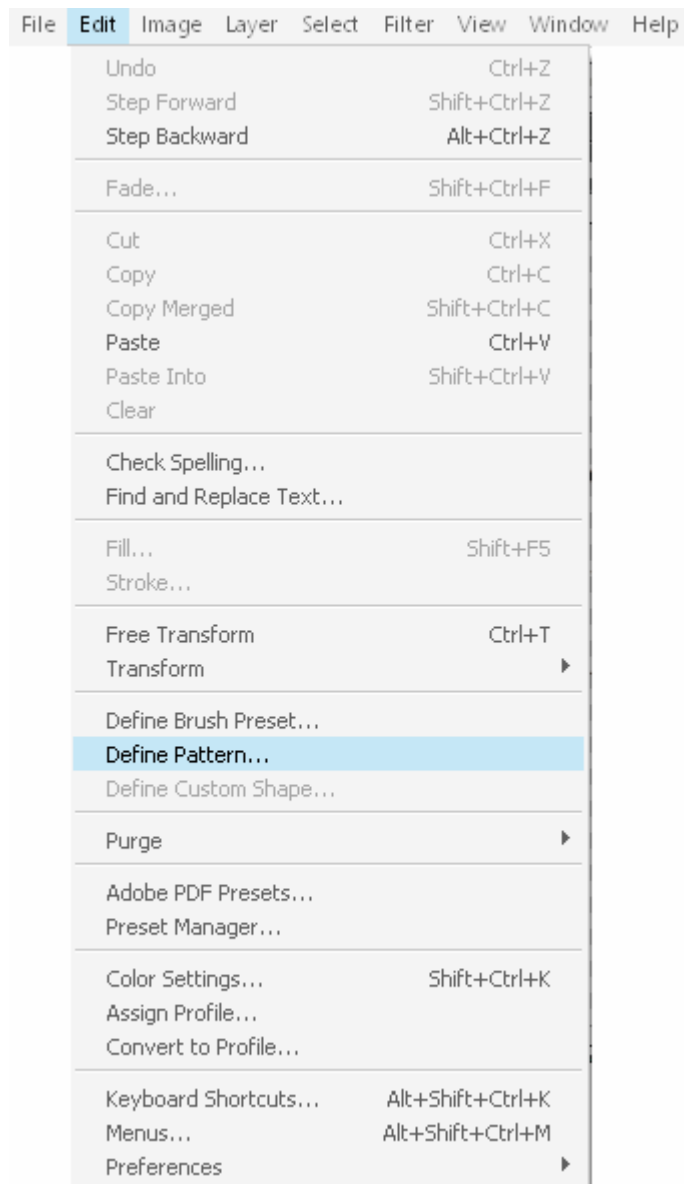 File Edit Image Layer Select Filter View Window Help
Undo Ctrl+Z
Step Forward Shift+Ctrl+Z
Step Backward Alt+Ctrl+Z
Fade... Shift+Ctrl+F
Cut Ctrl+X
Copy Ctrl+C
Copy Merged Shift+Ctrl+C
Paste Ctrl+V
Paste Into Shift+Ctrl+V
Clear
Check Spelling...
Find and Replace Text...
Fill... Shift+F5
Stroke...
Free Transform Ctrl+T
Transform
Define Brush Preset...
Define Pattern...
Define Custom Shape...
Purge
Adobe PDF Presets...
Preset Manager...
Color Settings... Shift+Ctrl+K
Assign Profile...
Convert to Profile...
Keyboard Shortcuts... Alt+Shift+Ctrl+K
Menus... Alt+Shift+Ctrl+M
Preferences